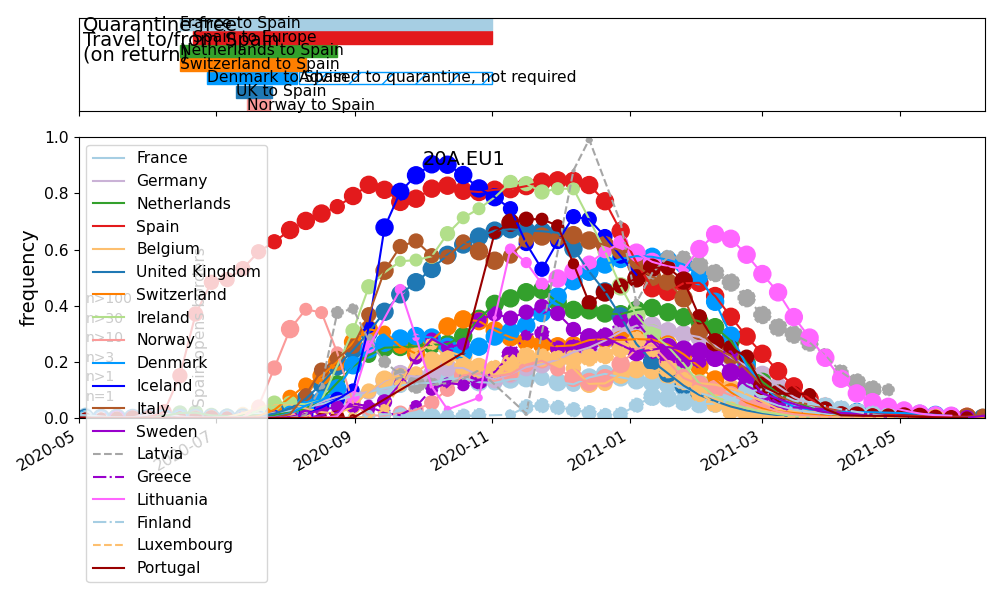 Quarantine-free
Travel to/from Spain
(on return)
France to Spain
Spain to Europe
Netherlands to Spain
Switzerland to Spain
Denmark to Spain
Advised to quarantine, not required
UK to Spain
Norway to Spain
20A.EU1
frequency
1.0
0.8
0.6
0.4
0.2
0.0
France
Germany
Netherlands
Spain
Belgium
United Kingdom
Switzerland
Ireland
Norway
Denmark
Iceland
Italy
Sweden
Latvia
Greece
Lithuania
Finland
Luxembourg
Portugal
n>100
n>30
n>10
n>3
n>1
n=1
Spain opens borders
2020-05
2020-07
2020-09
2020-11
2021-01
2021-03
2021-05